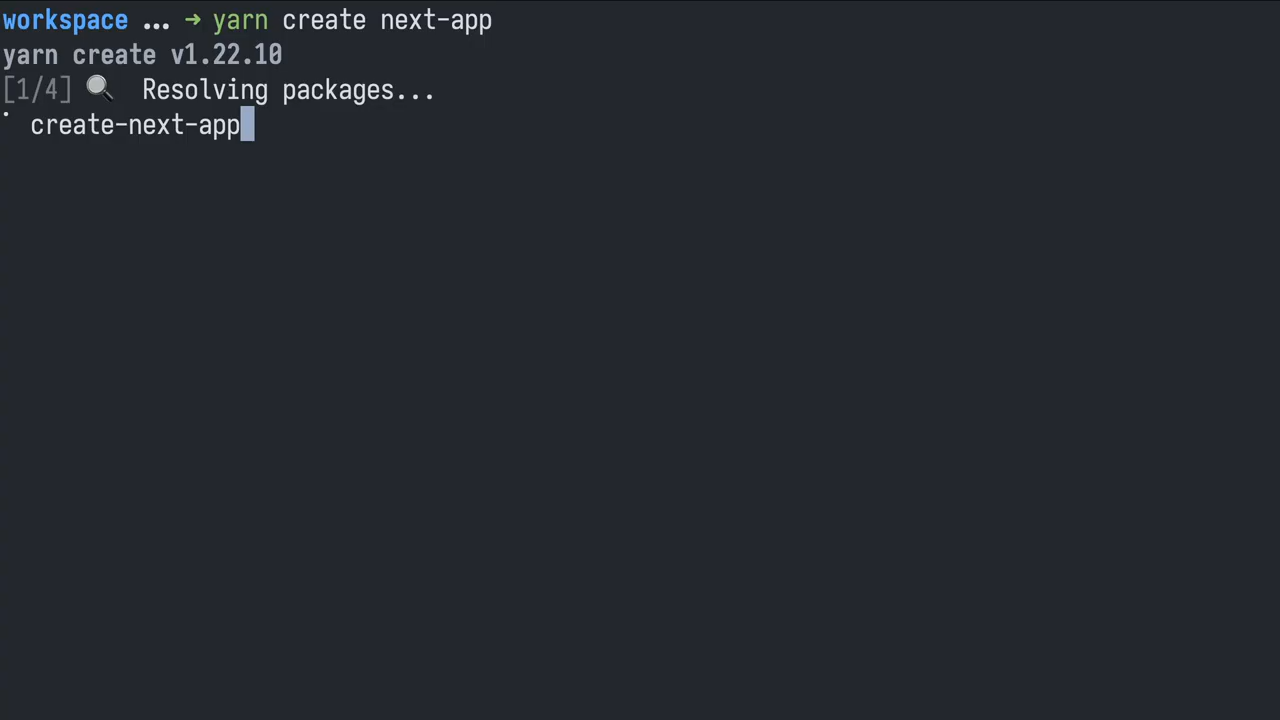 workspace ... ➜ yarn create next-app
yarn create v1.22.10
[1/4] 🔍 Resolving packages...
⠁ create-next-app